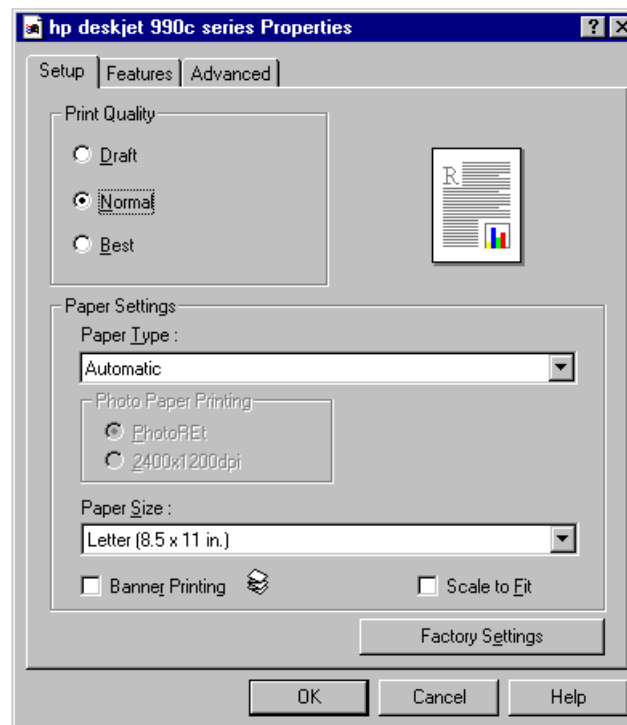 hp deskjet 990c series Properties
Setup Features Advanced
Print Quality
Draft
Normal
Best
R
Paper Settings
Paper Type :
Automatic
Photo Paper Printing
PhotoREt
2400x1200dpi
Paper Size :
Letter (8.5 x 11 in.)
Banner Printing
Scale to Fit
Factory Settings
OK Cancel Help